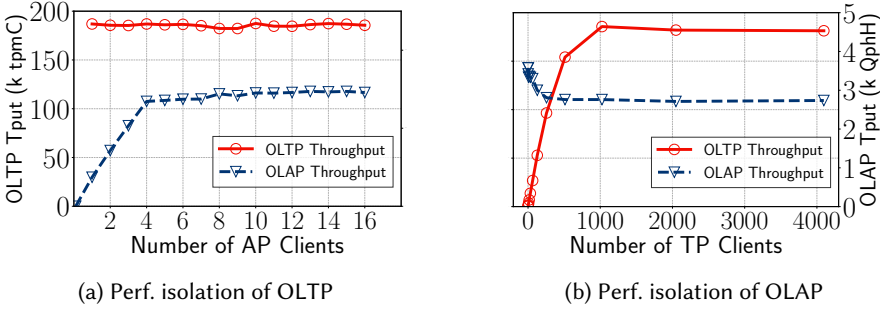 OLTP Tput (k tpmC)
200
150
100
50
0
OLTP Throughput
OLAP Throughput
2 4 6 8 10 12 14 16
Number of AP Clients
(a) Perf. isolation of OLTP
5
4
3
2
1
0
OLAP Tput (k QphH)
OLTP Throughput
OLAP Throughput
0 1000 2000 3000 4000
Number of TP Clients
(b) Perf. isolation of OLAP